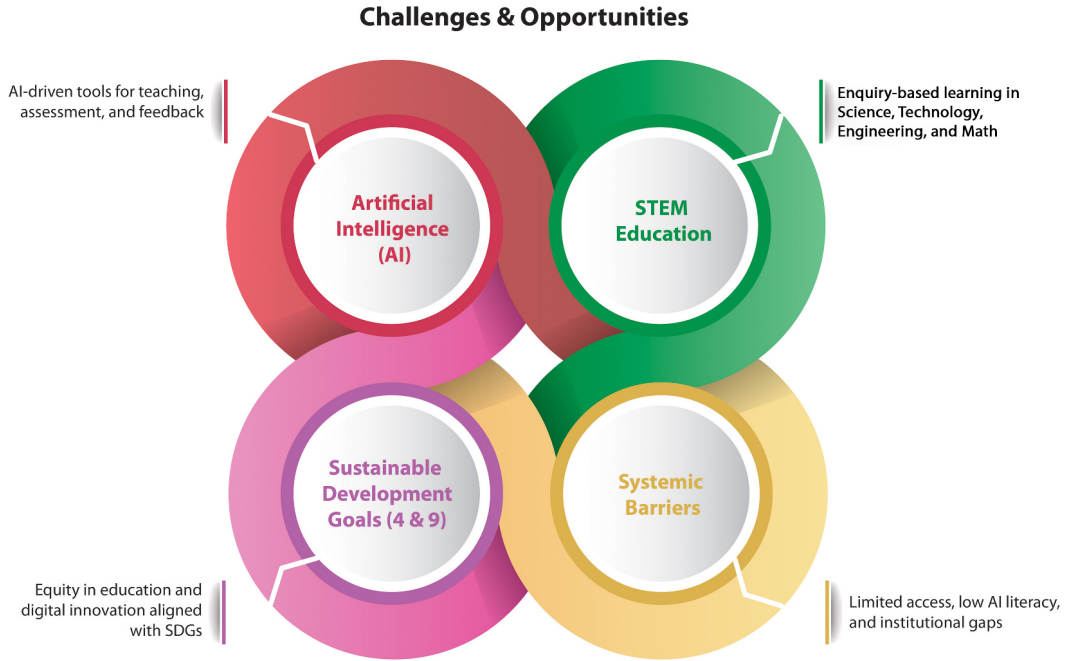 Challenges & Opportunities
AI-driven tools for teaching,
assessment, and feedback
Enquiry-based learning in
Science, Technology,
Engineering, and Math
Artificial
Intelligence
(AI)
STEM
Education
Sustainable
Development
Goals (4 & 9)
Systemic
Barriers
Equity in education and
digital innovation aligned
with SDGs
Limited access, low AI literacy,
and institutional gaps